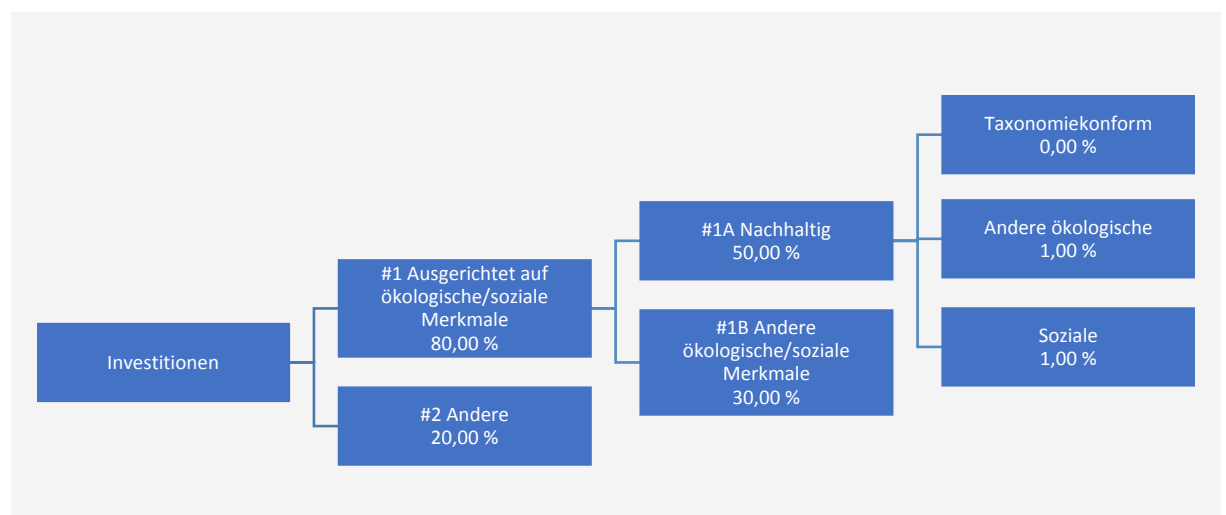 Investitionen
#1 Ausgerichtet auf
ökologische/soziale
Merkmale
80,00 %
#2 Andere
20,00 %
#1A Nachhaltig
50,00 %
#1B Andere
ökologische/soziale
Merkmale
30,00 %
Taxonomiekonform
0,00 %
Andere ökologische
1,00 %
Soziale
1,00 %